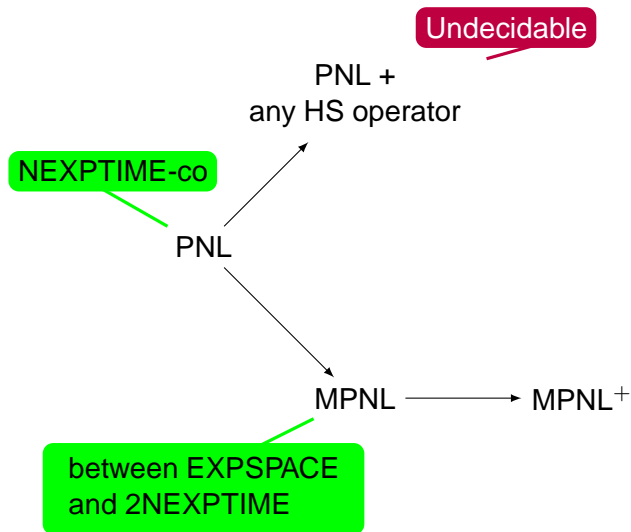 Undecidable
PNL +
any HS operator
NEXPTIME-co
PNL
MPNL
MPNL⁺
between EXPSPACE
and 2NEXPTIME